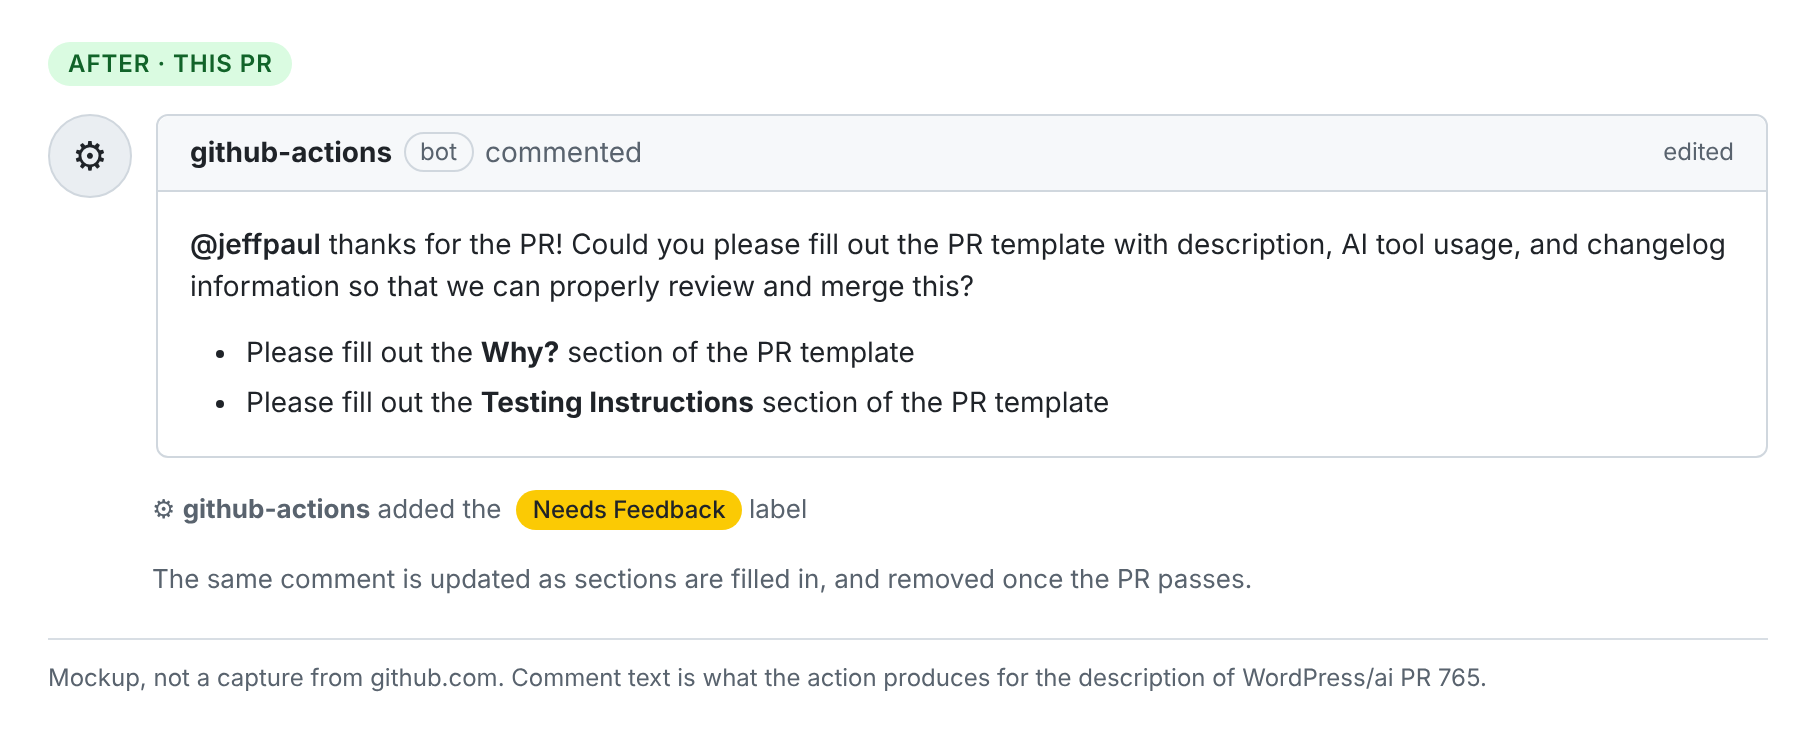 AFTER · THIS PR
github-actions bot commented edited
@jeffpaul thanks for the PR! Could you please fill out the PR template with description, AI tool usage, and changelog
information so that we can properly review and merge this?
• Please fill out the Why? section of the PR template
• Please fill out the Testing Instructions section of the PR template
github-actions added the Needs Feedback label
The same comment is updated as sections are filled in, and removed once the PR passes.
Mockup, not a capture from github.com. Comment text is what the action produces for the description of WordPress/ai PR 765.